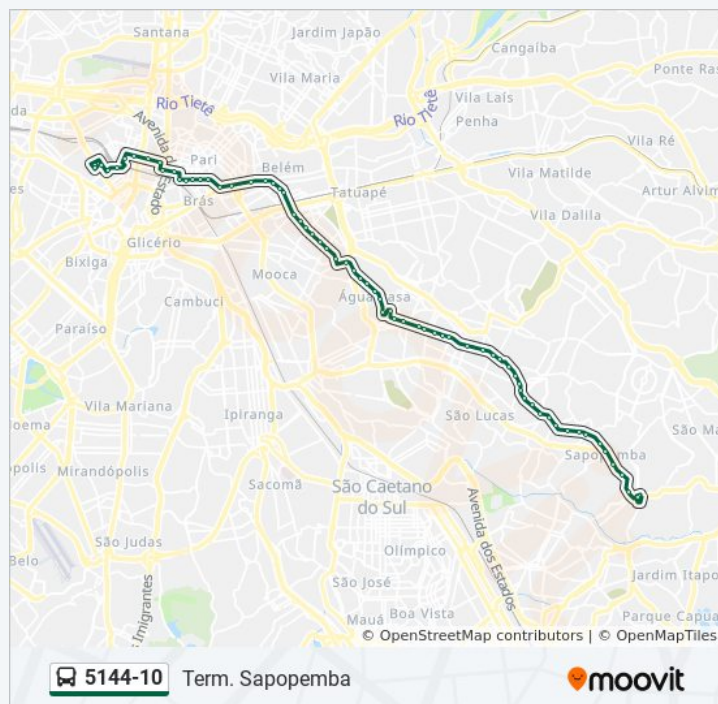 Santana
Jardim Japão
Cangaíba
Vila Maria
Ponte Ras
Rio Tietê
Vila Laís
Penha
Rio Tietê
Vila Ré
Pari
Belém
Vila Matilde
Tatuapé
Artur Alvim
Brás
Vila Dalila
Glicério
Bixiga
Mooca
Cambuci
Paraíso
Vila Mariana
Ipiranga
São Lucas
São Ma
oema
Sapopemba
opolis
Mirandópolis
Sacomã
São Caetano
do Sul
Avenida dos Estados
São Judas
Belo
Olímpico
Jardim Itapo
São José
Parque Capua
Mauá
Boa Vista
s Imigrantes
© OpenStreetMap contributors | © OpenMapTiles
5144-10
Term. Sapopemba
moovit